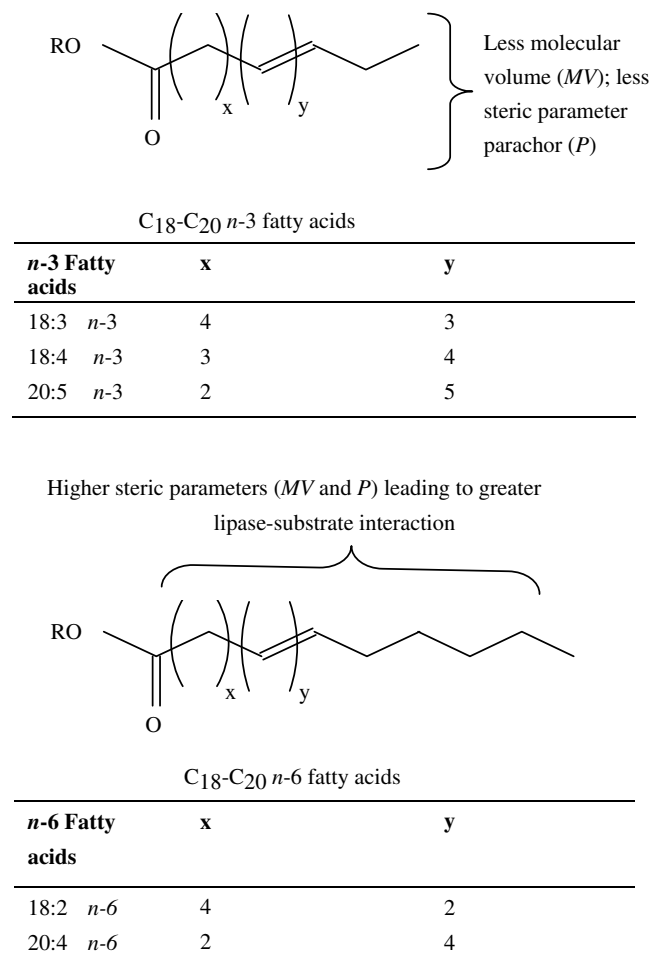 RO
O
x
y
Less molecular
volume (MV); less
steric parameter
parachor (P)
C18-C20 n-3 fatty acids
n-3 Fatty acids x y
18:3 n-3 4 3
18:4 n-3 3 4
20:5 n-3 2 5
Higher steric parameters (MV and P) leading to greater
lipase-substrate interaction
RO
O
x
y
C18-C20 n-6 fatty acids
n-6 Fatty acids x y
18:2 n-6 4 2
20:4 n-6 2 4